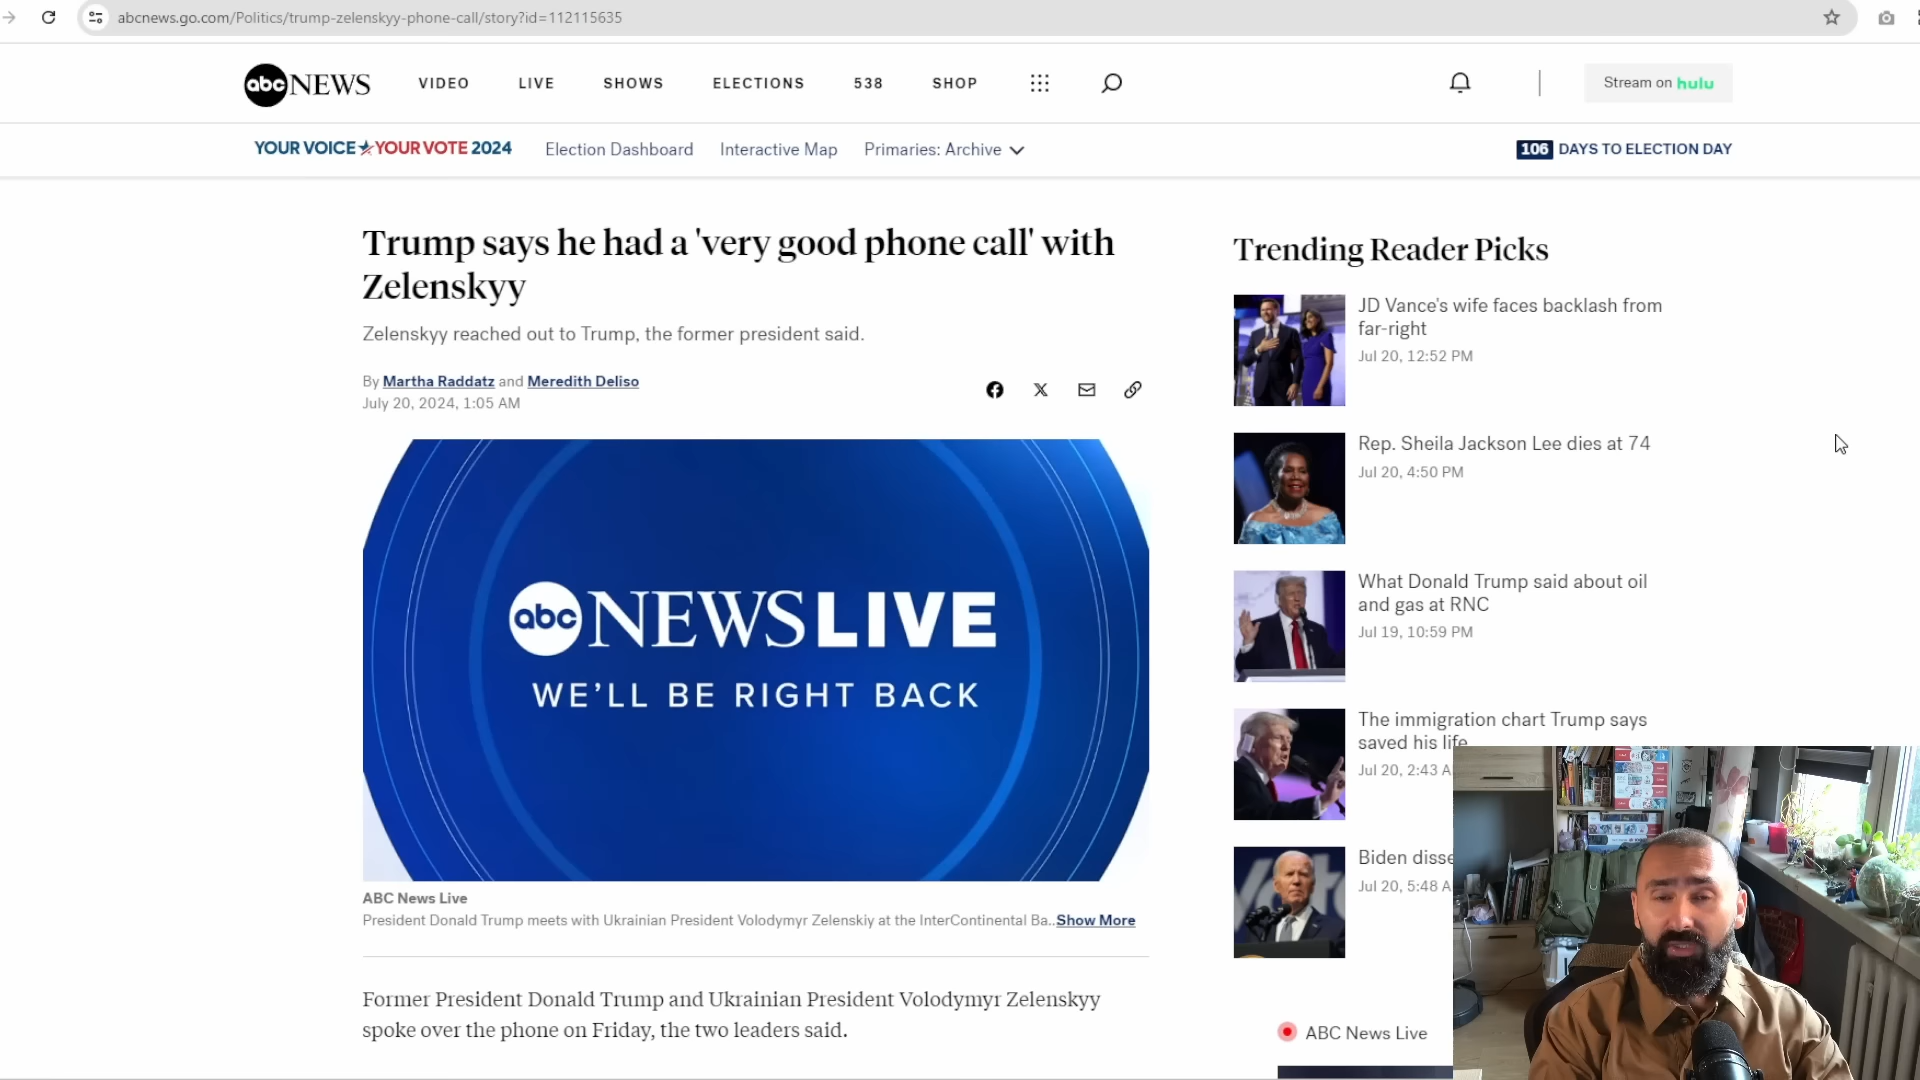 abcnews.go.com/Politics/trump-zelenskyy-phone-call/story?id=112115635
abc NEWS
VIDEO
LIVE
SHOWS
ELECTIONS
538
SHOP
Stream on hulu
YOUR VOICE YOUR VOTE 2024
Election Dashboard
Interactive Map
Primaries: Archive
106 DAYS TO ELECTION DAY
Trump says he had a 'very good phone call' with
Zelenskyy
Zelenskyy reached out to Trump, the former president said.
By Martha Raddatz and Meredith Deliso
July 20, 2024, 1:05 AM
abc NEWS LIVE
WE'LL BE RIGHT BACK
ABC News Live
President Donald Trump meets with Ukrainian President Volodymyr Zelenskiy at the InterContinental Ba..Show More
Former President Donald Trump and Ukrainian President Volodymyr Zelenskyy
spoke over the phone on Friday, the two leaders said.
Trending Reader Picks
JD Vance's wife faces backlash from
far-right
Jul 20, 12:52 PM
Rep. Sheila Jackson Lee dies at 74
Jul 20, 4:50 PM
What Donald Trump said about oil
and gas at RNC
Jul 19, 10:59 PM
The immigration chart Trump says
saved his life
Jul 20, 2:43 A
Biden disse
Jul 20, 5:48 A
ABC News Live